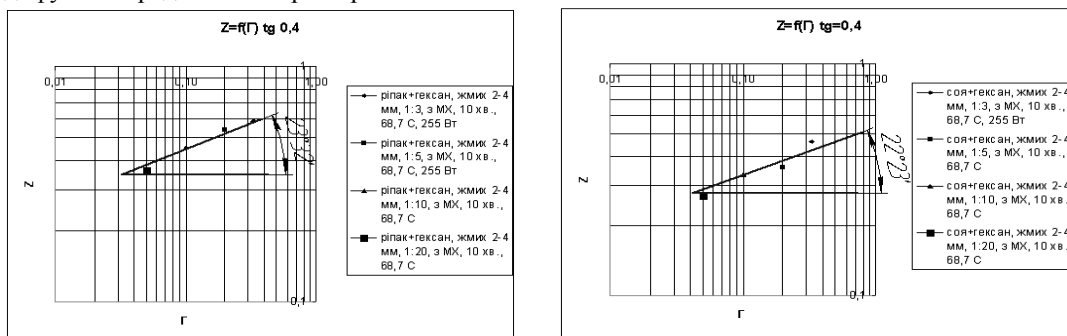 Z=f(Г) tg 0,4
0,01 0,10 1 1,00
Z
0,1
Г
23°32'
ріпак+гексан, жмих 2-4
мм, 1:3, з МХ, 10 хв.,
68,7 С, 255 Вт
ріпак+гексан, жмих 2-4
мм, 1:5, з МХ, 10 хв.,
68,7 С, 255 Вт
ріпак+гексан, жмих 2-4
мм, 1:10, з МХ, 10 хв.,
68,7 С
ріпак+гексан, жмих 2-4
мм, 1:20, з МХ, 10 хв.,
68,7 С
Z=f(Г) tg=0,4
0,01 0,10 1 1,00
Z
0,1
Г
22°23'
соя+гексан, жмих 2-4
мм, 1:3, з МХ, 10 хв.,
68,7 С, 255 Вт
соя+гексан, жмих 2-4
мм, 1:5, з МХ, 10 хв.,
68,7 С
соя+гексан, жмих 2-4
мм, 1:10, з МХ, 10 хв.,
68,7 С
соя+гексан, жмих 2-4
мм, 1:20, з МХ, 10 хв.,
68,7 С